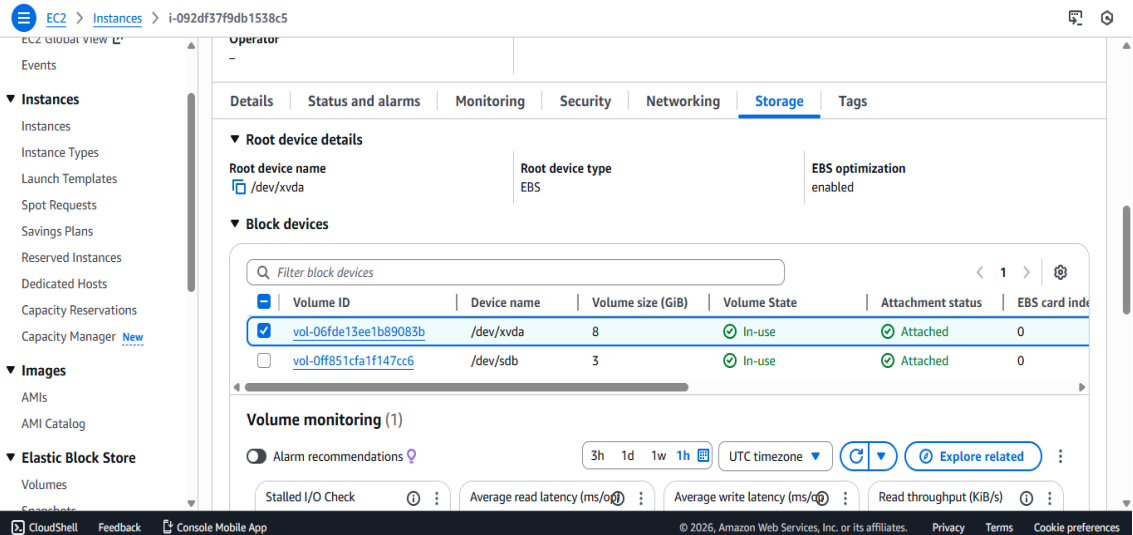 EC2 > Instances > i-092df37f9db1538c5
EC2 Global View
Events
Instances
Instances
Instance Types
Launch Templates
Spot Requests
Savings Plans
Reserved Instances
Dedicated Hosts
Capacity Reservations
Capacity Manager New
Images
AMIs
AMI Catalog
Elastic Block Store
Volumes
Snapshots
Operator
–
Details Status and alarms Monitoring Security Networking Storage Tags
Root device details
Root device name Root device type EBS optimization
/dev/xvda EBS enabled
Block devices
Filter block devices 1
Volume ID Device name Volume size (GiB) Volume State Attachment status EBS card inde
vol-06fde13ee1b89083b /dev/xvda 8 In-use Attached 0
vol-0ff851cfa1f147cc6 /dev/sdb 3 In-use Attached 0
Volume monitoring (1)
Alarm recommendations 3h 1d 1w 1h UTC timezone Explore related
Stalled I/O Check Average read latency (ms/op) Average write latency (ms/op Read throughput (KiB/s)
CloudShell Feedback Console Mobile App © 2026, Amazon Web Services, Inc. or its affiliates. Privacy Terms Cookie preferences